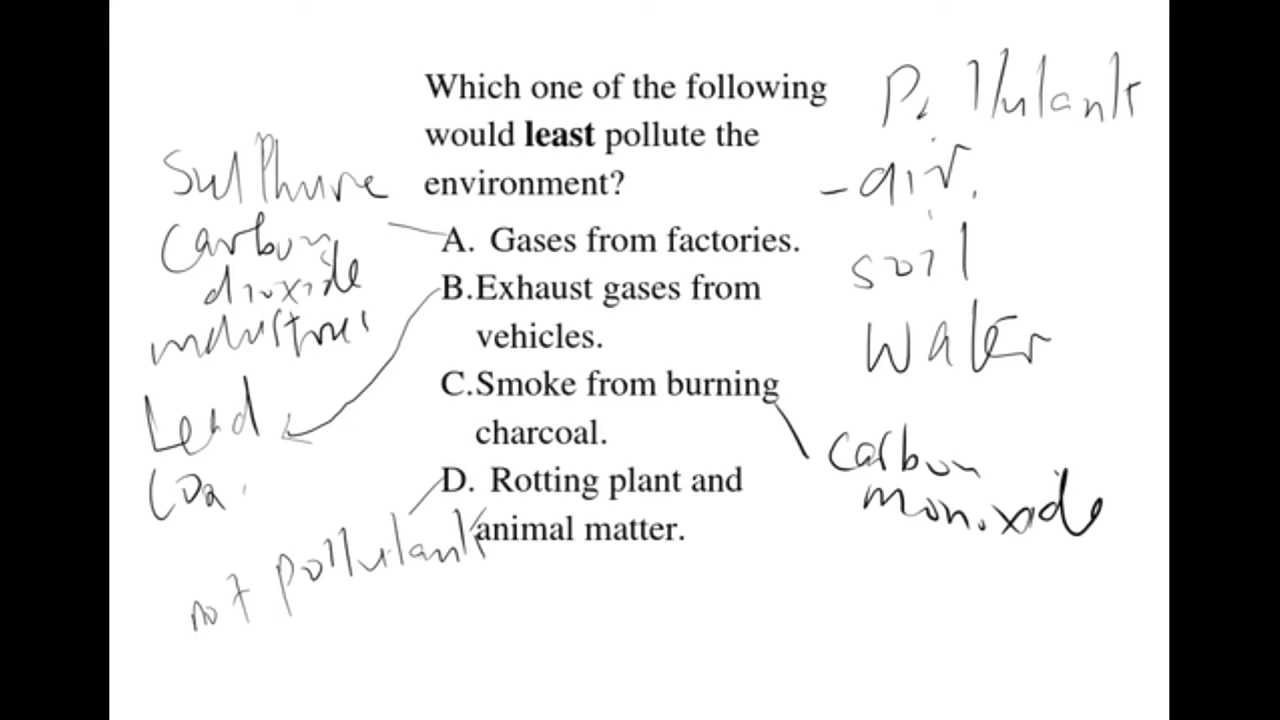 Which one of the following
would least pollute the
environment?
A. Gases from factories.
B.Exhaust gases from
vehicles.
C.Smoke from burning
charcoal.
D. Rotting plant and
animal matter.
Sulphure
Carbon
dioxide
industries
Lead
Coa
not pollutants
Pollutants
- air.
soil
water
carbon
monoxide